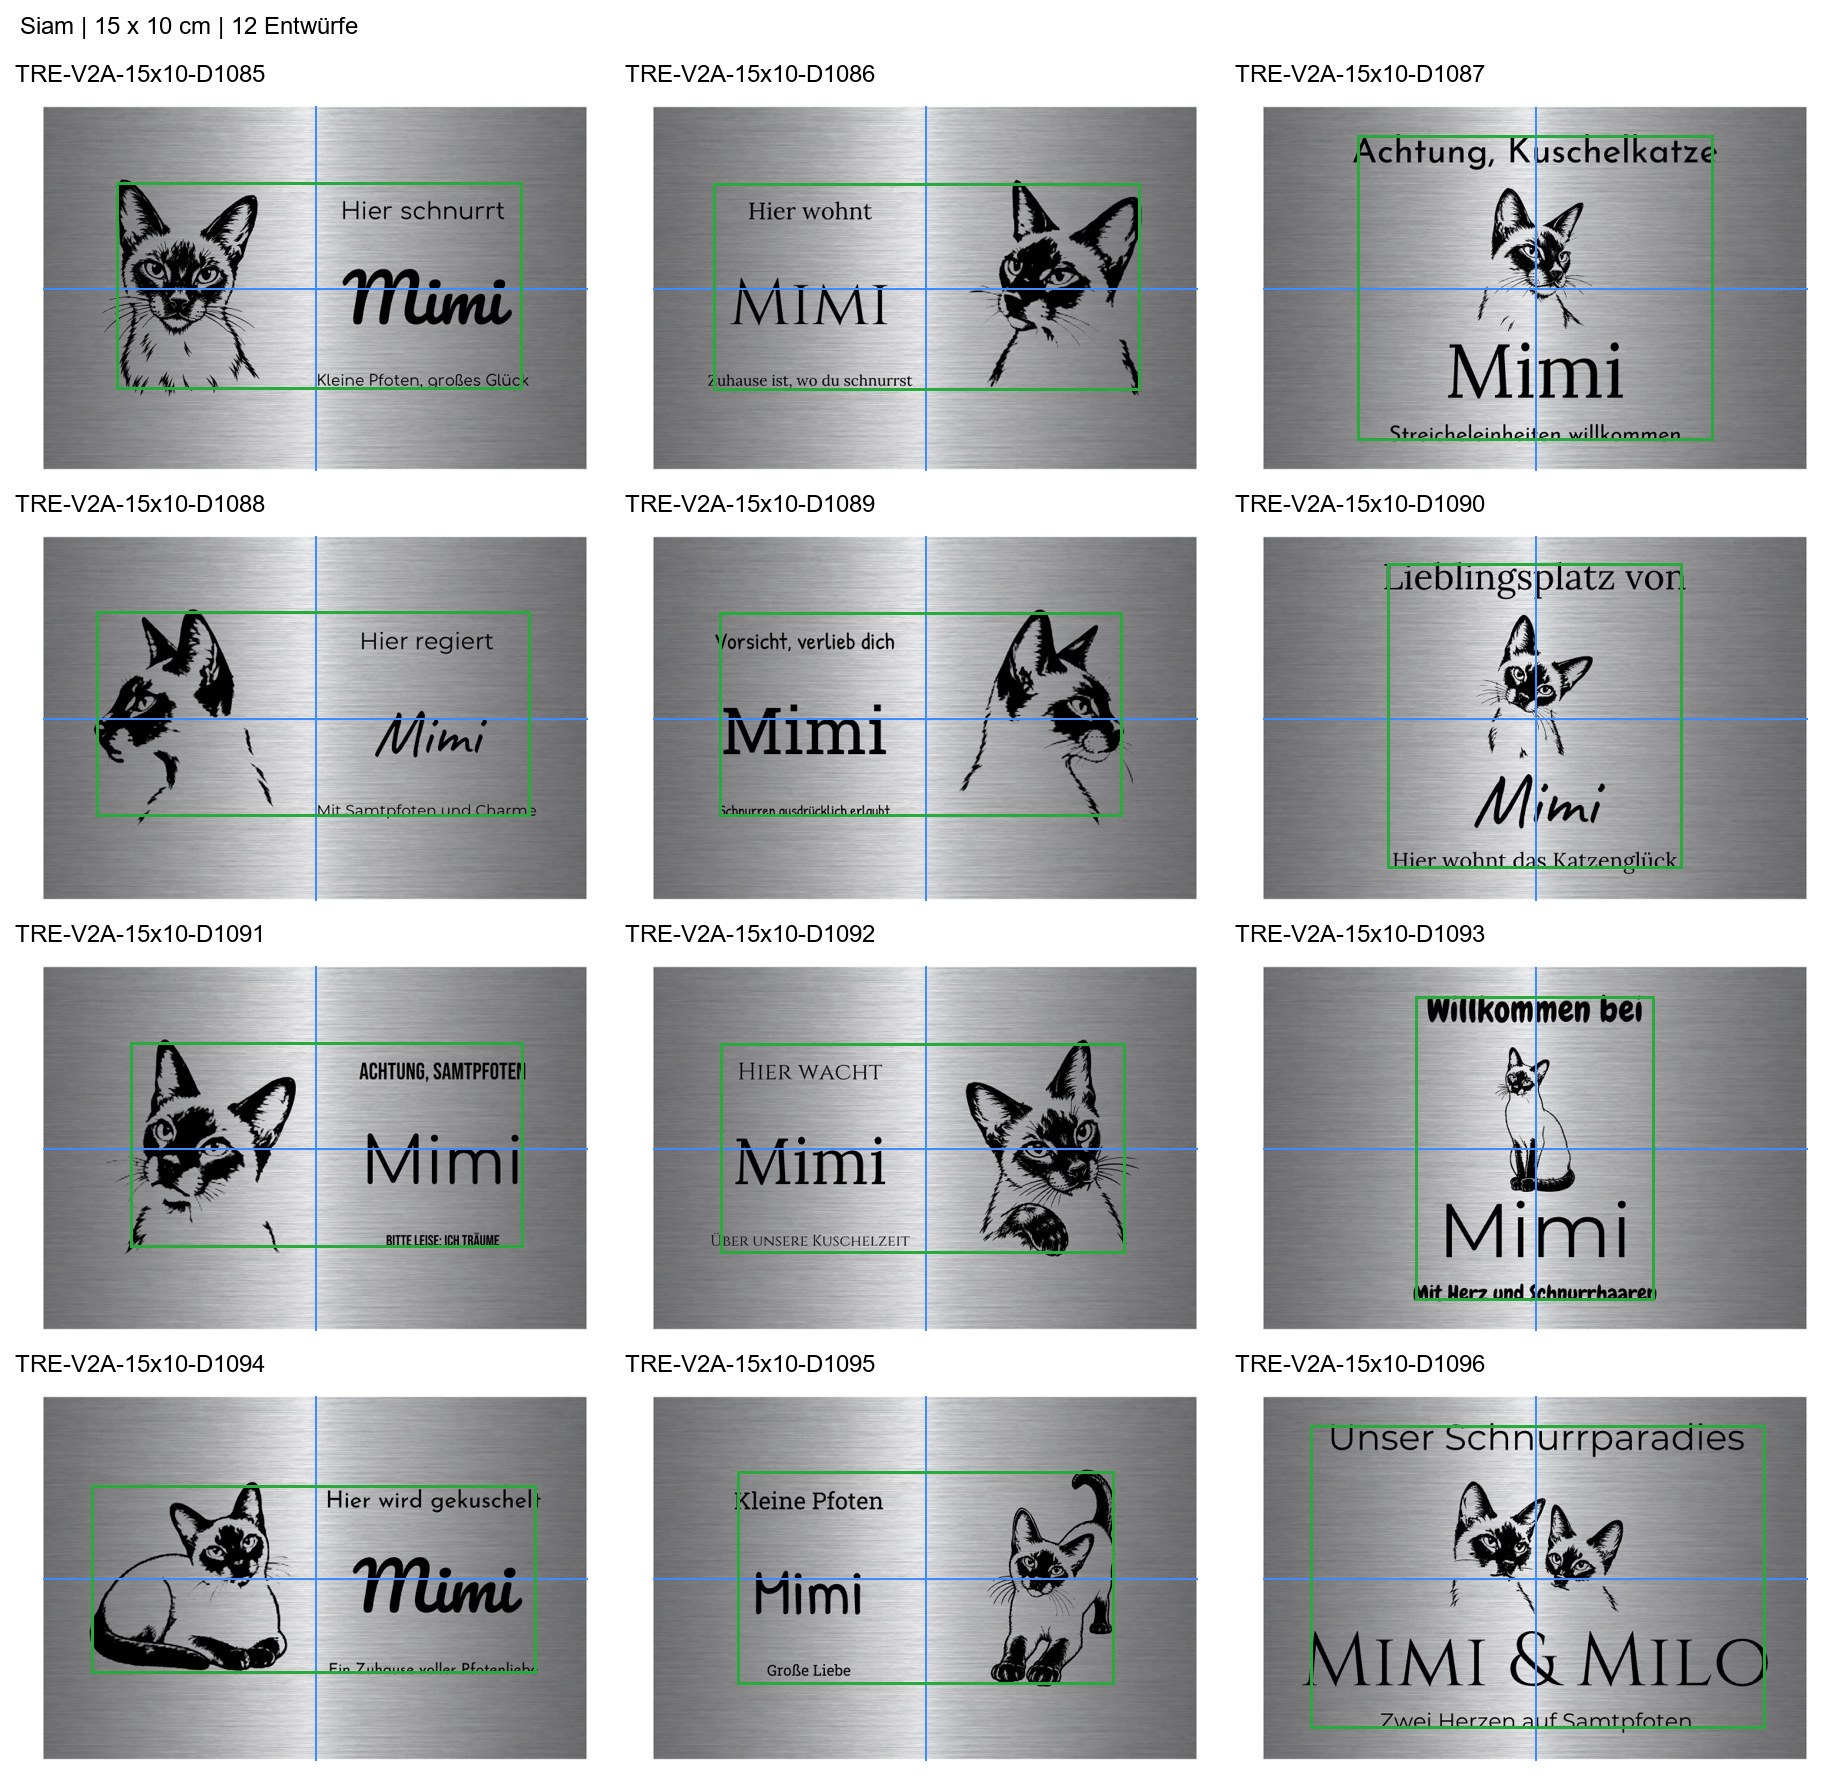 Siam | 15 x 10 cm | 12 Entwürfe
TRE-V2A-15x10-D1085
Hier schnurrt
Mimi
Kleine Pfoten, großes Glück
TRE-V2A-15x10-D1086
Hier wohnt
Mimi
Zuhause ist, wo du schnurrst
TRE-V2A-15x10-D1087
Achtung, Kuschelkatze
Mimi
Streicheleinheiten willkommen
TRE-V2A-15x10-D1088
Hier regiert
Mimi
Mit Samtpfoten und Charme
TRE-V2A-15x10-D1089
Vorsicht, verlieb dich
Mimi
Schnurren ausdrücklich erlaubt
TRE-V2A-15x10-D1090
Lieblingsplatz von
Mimi
Hier wohnt das Katzenglück
TRE-V2A-15x10-D1091
ACHTUNG, SAMTPFOTEN
Mimi
BITTE LEISE: ICH TRÄUME
TRE-V2A-15x10-D1092
Hier wacht
Mimi
Über unsere Kuschelzeit
TRE-V2A-15x10-D1093
Willkommen bei
Mimi
Mit Herz und Schnurrhaaren
TRE-V2A-15x10-D1094
Hier wird gekuschelt
Mimi
Ein Zuhause voller Pfotenliebe
TRE-V2A-15x10-D1095
Kleine Pfoten
Mimi
Große Liebe
TRE-V2A-15x10-D1096
Unser Schnurrparadies
Mimi & Milo
Zwei Herzen auf Samtpfoten